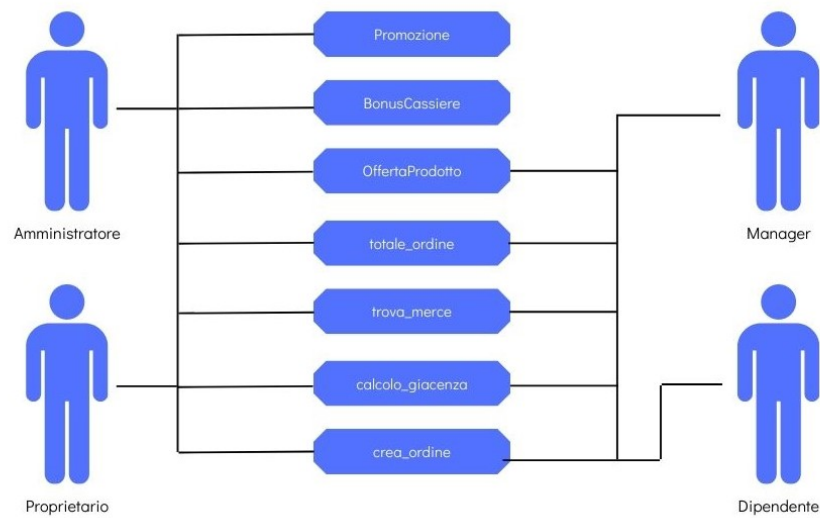 Promozione
BonusCassiere
OffertaProdotto
Amministratore
totale_ordine
Manager
trova_merce
calcolo_giacenza
crea_ordine
Proprietario
Dipendente